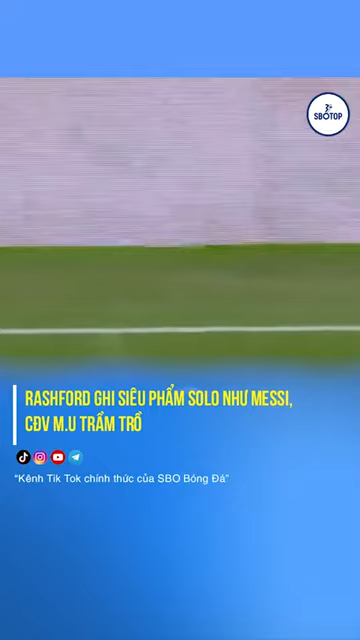 SBOTOP
RASHFORD GHI SIÊU PHẨM SOLO NHƯ MESSI,
CĐV M.U TRẦM TRỒ
“Kênh Tik Tok chính thức của SBO Bóng Đá”